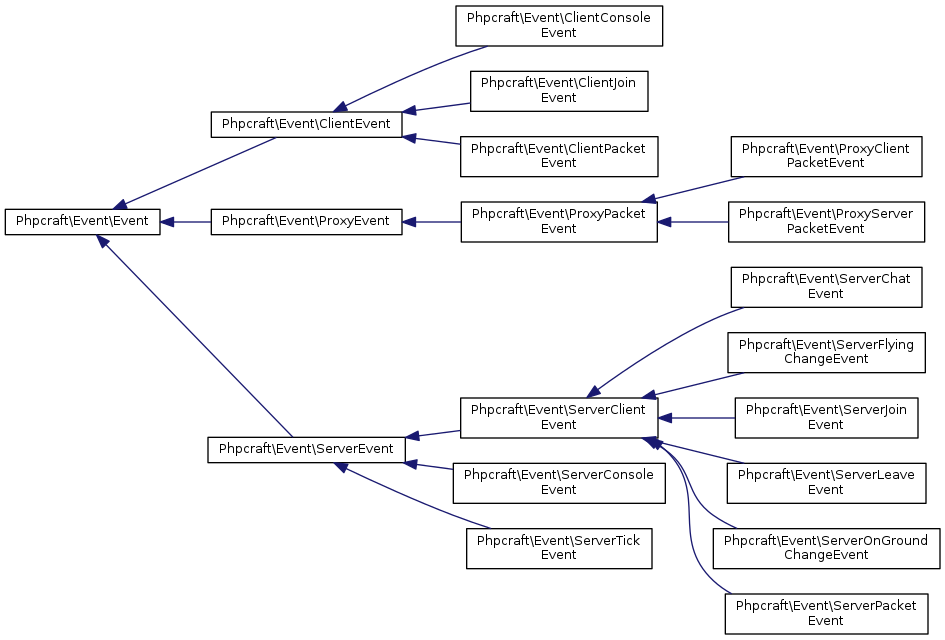 Phpcraft\Event\ClientConsole
Event
Phpcraft\Event\ClientJoin
Event
Phpcraft\Event\ClientEvent
Phpcraft\Event\ClientPacket
Event
Phpcraft\Event\ProxyClient
PacketEvent
Phpcraft\Event\Event
Phpcraft\Event\ProxyEvent
Phpcraft\Event\ProxyPacket
Event
Phpcraft\Event\ProxyServer
PacketEvent
Phpcraft\Event\ServerChat
Event
Phpcraft\Event\ServerFlying
ChangeEvent
Phpcraft\Event\ServerClient
Event
Phpcraft\Event\ServerJoin
Event
Phpcraft\Event\ServerEvent
Phpcraft\Event\ServerConsole
Event
Phpcraft\Event\ServerLeave
Event
Phpcraft\Event\ServerTick
Event
Phpcraft\Event\ServerOnGround
ChangeEvent
Phpcraft\Event\ServerPacket
Event